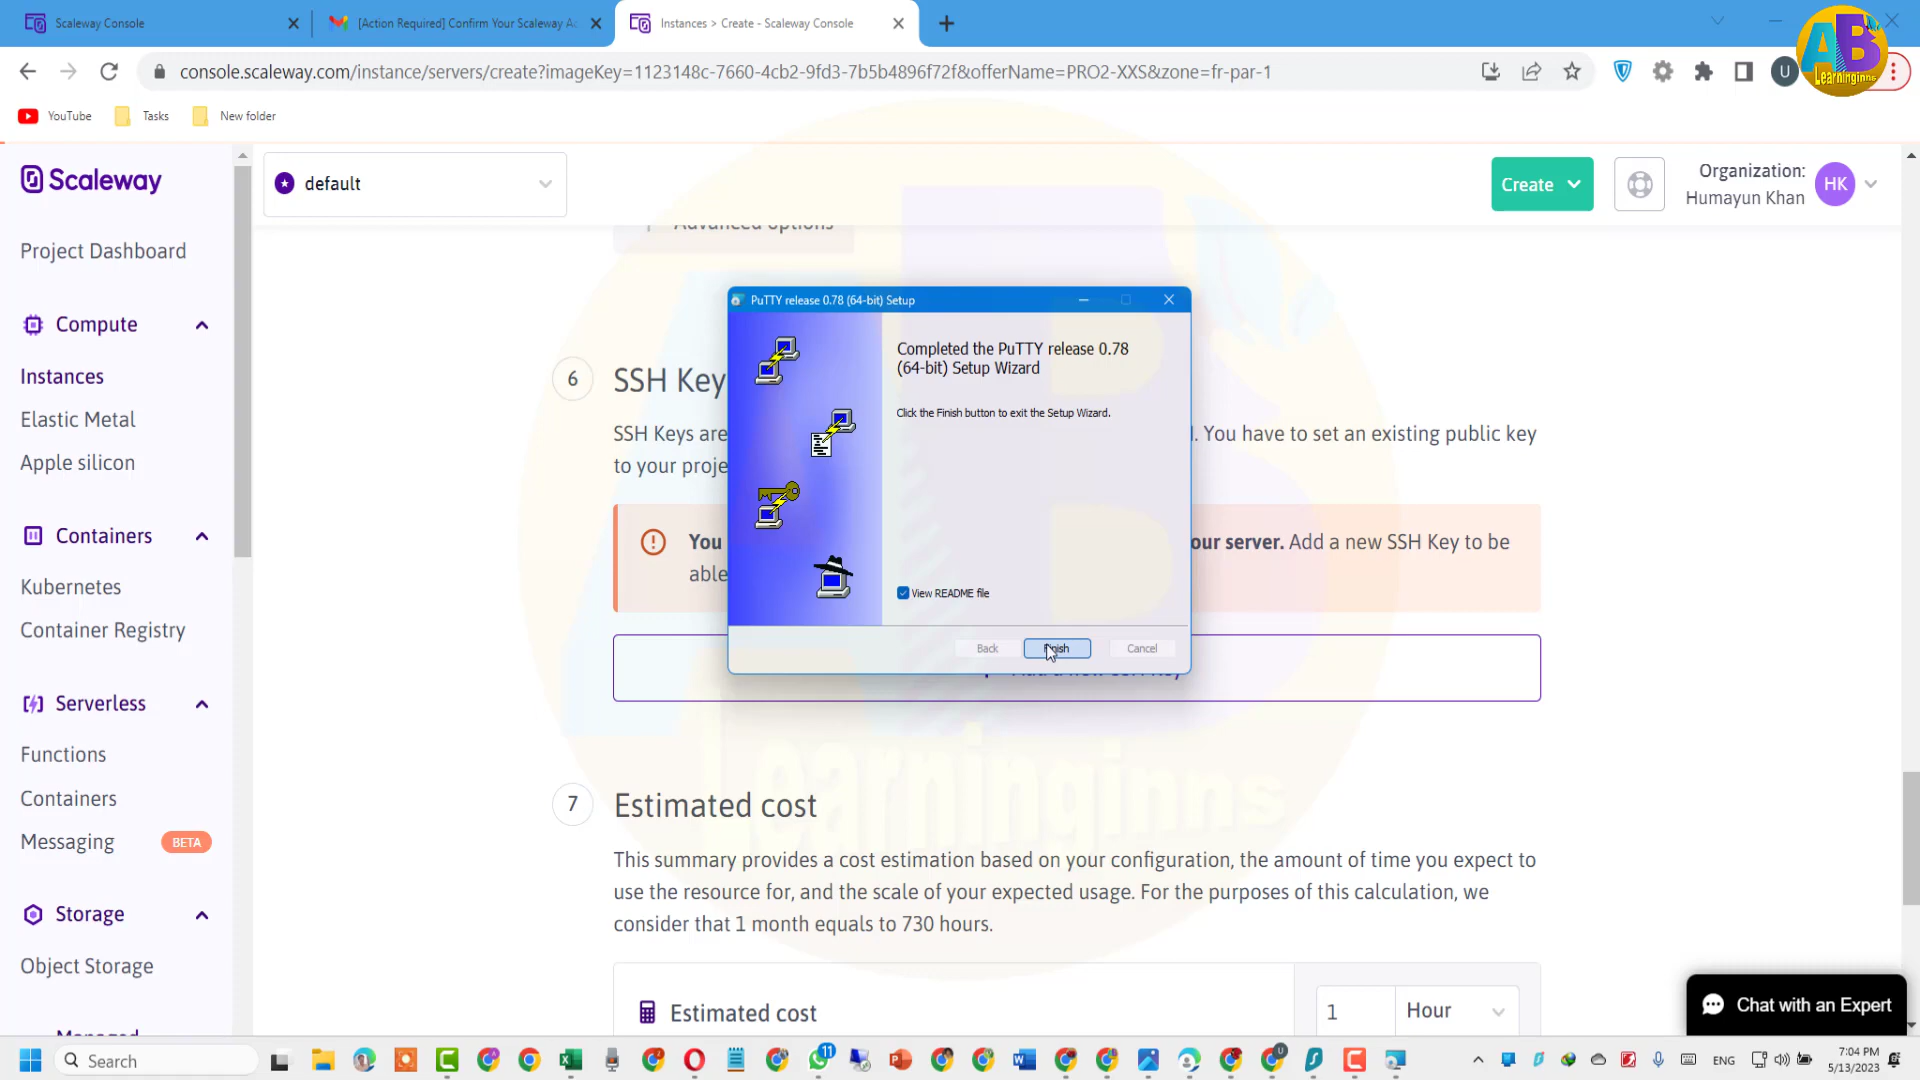 Scaleway Console
[Action Required] Confirm Your Scaleway Ac
Instances > Create - Scaleway Console
console.scaleway.com/instance/servers/create?imageKey=1123148c-7660-4cb2-9fd3-7b5b4896f72f&offerName=PRO2-XXS&zone=fr-par-1
U
AB
Learninginns
YouTube
Tasks
New folder
Scaleway
default
Create
Organization:
Humayun Khan
HK
Project Dashboard
Compute
Instances
Elastic Metal
Apple silicon
Containers
Kubernetes
Container Registry
Serverless
Functions
Containers
Messaging
BETA
Storage
Object Storage
Managed
Advanced options
6
SSH Key
SSH Keys are
. You have to set an existing public key
to your proje
You
our server. Add a new SSH Key to be
able
PuTTY release 0.78 (64-bit) Setup
Completed the PuTTY release 0.78
(64-bit) Setup Wizard
Click the Finish button to exit the Setup Wizard.
View README file
Back
Finish
Cancel
Learninginns
7
Estimated cost
This summary provides a cost estimation based on your configuration, the amount of time you expect to
use the resource for, and the scale of your expected usage. For the purposes of this calculation, we
consider that 1 month equals to 730 hours.
Estimated cost
1
Hour
Chat with an Expert
Search
11
ENG
7:04 PM
5/13/2023